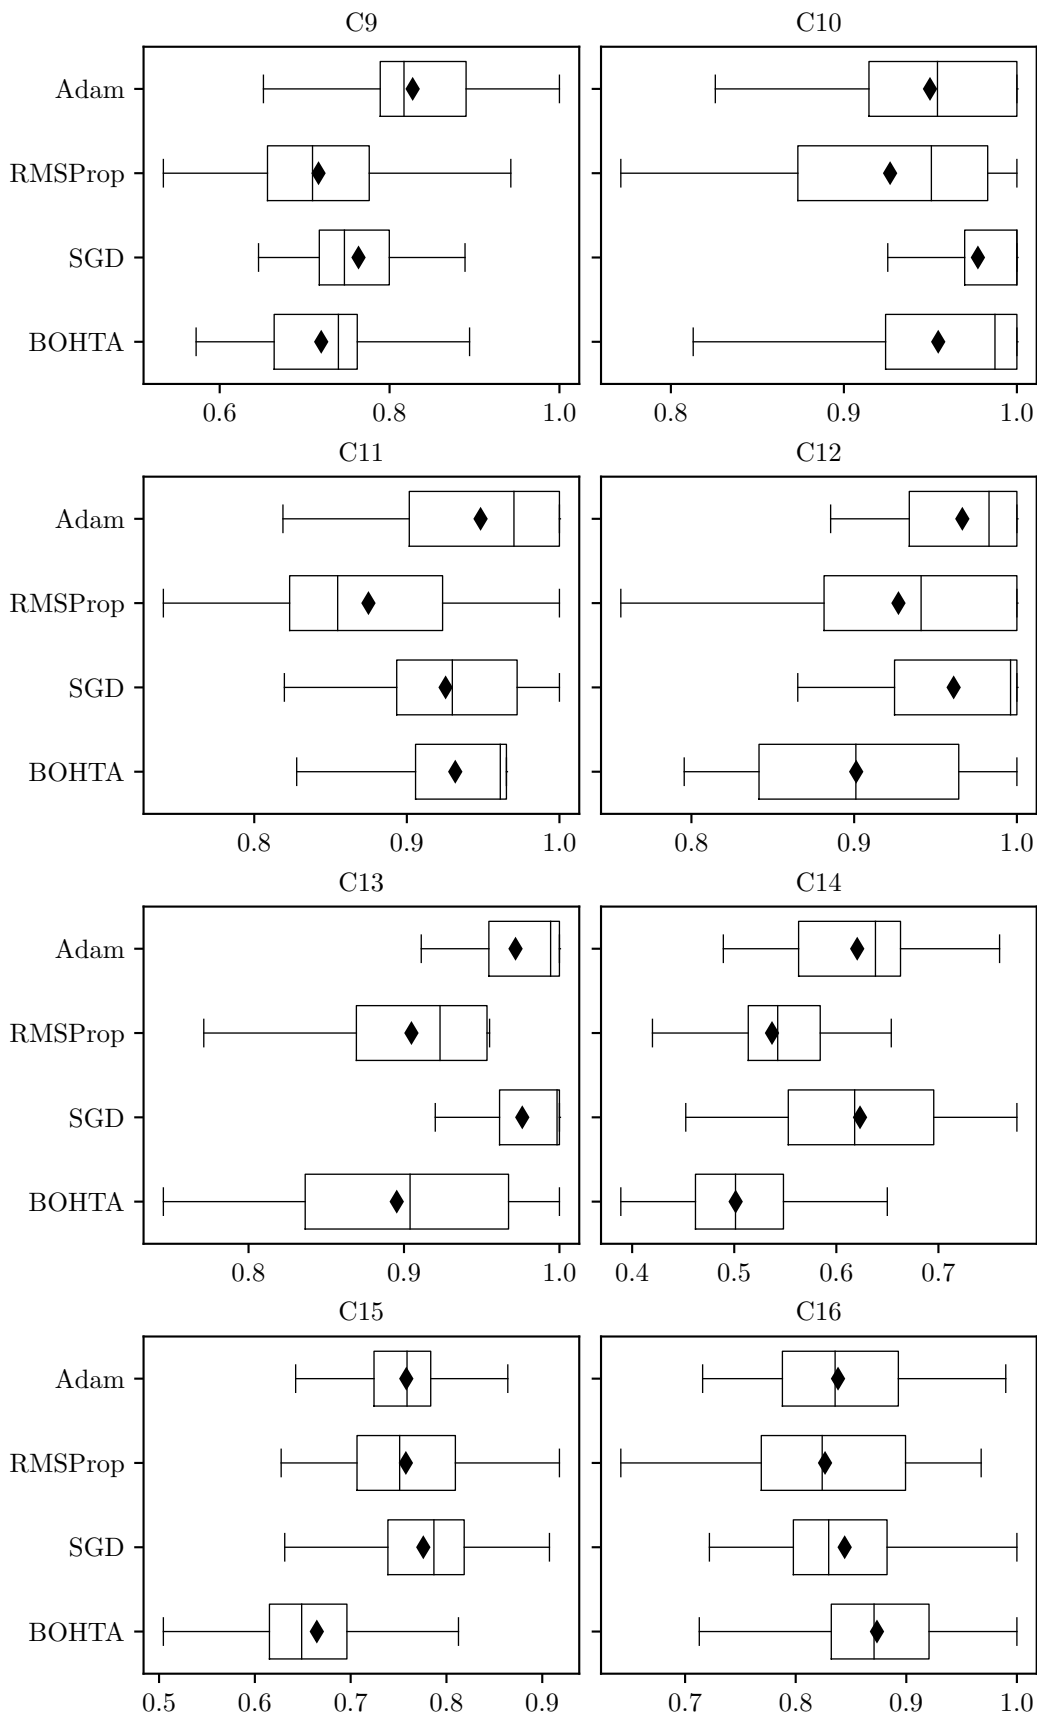 C9 C10
Adam
RMSProp
SGD
BOHTA
0.6 0.8 1.0 0.8 0.9 1.0
C11 C12
Adam
RMSProp
SGD
BOHTA
0.8 0.9 1.0 0.8 0.9 1.0
C13 C14
Adam
RMSProp
SGD
BOHTA
0.8 0.9 1.0 0.4 0.5 0.6 0.7
C15 C16
Adam
RMSProp
SGD
BOHTA
0.5 0.6 0.7 0.8 0.9 0.7 0.8 0.9 1.0